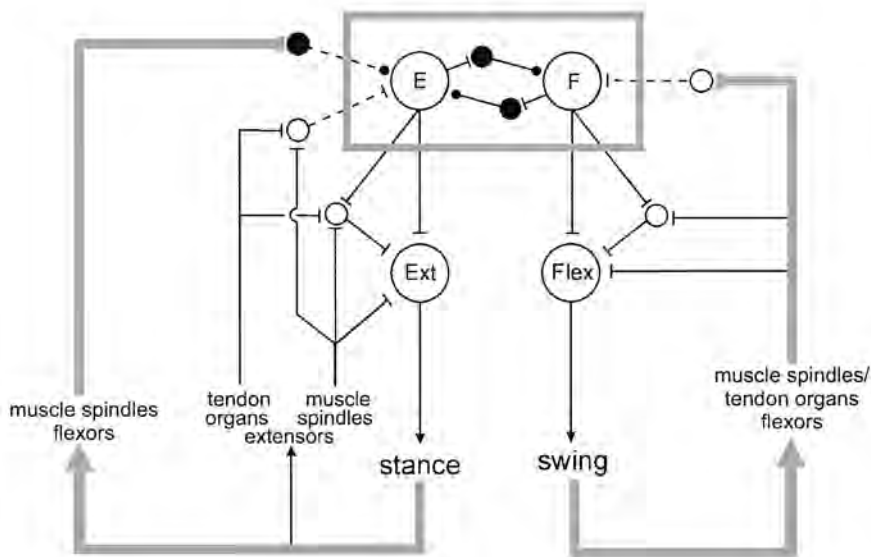 E
F
Ext
Flex
muscle spindles
flexors
tendon
organs
muscle
spindles
extensors
muscle spindles/
tendon organs
flexors
stance
swing